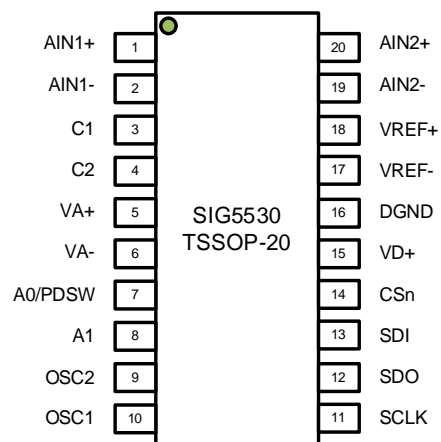 AIN1+ 1 20 AIN2+
AIN1- 2 19 AIN2-
C1 3 18 VREF+
C2 4 17 VREF-
VA+ 5 16 DGND
SIG5530
TSSOP-20
VA- 6 15 VD+
A0/PDSW 7 14 CSn
A1 8 13 SDI
OSC2 9 12 SDO
OSC1 10 11 SCLK